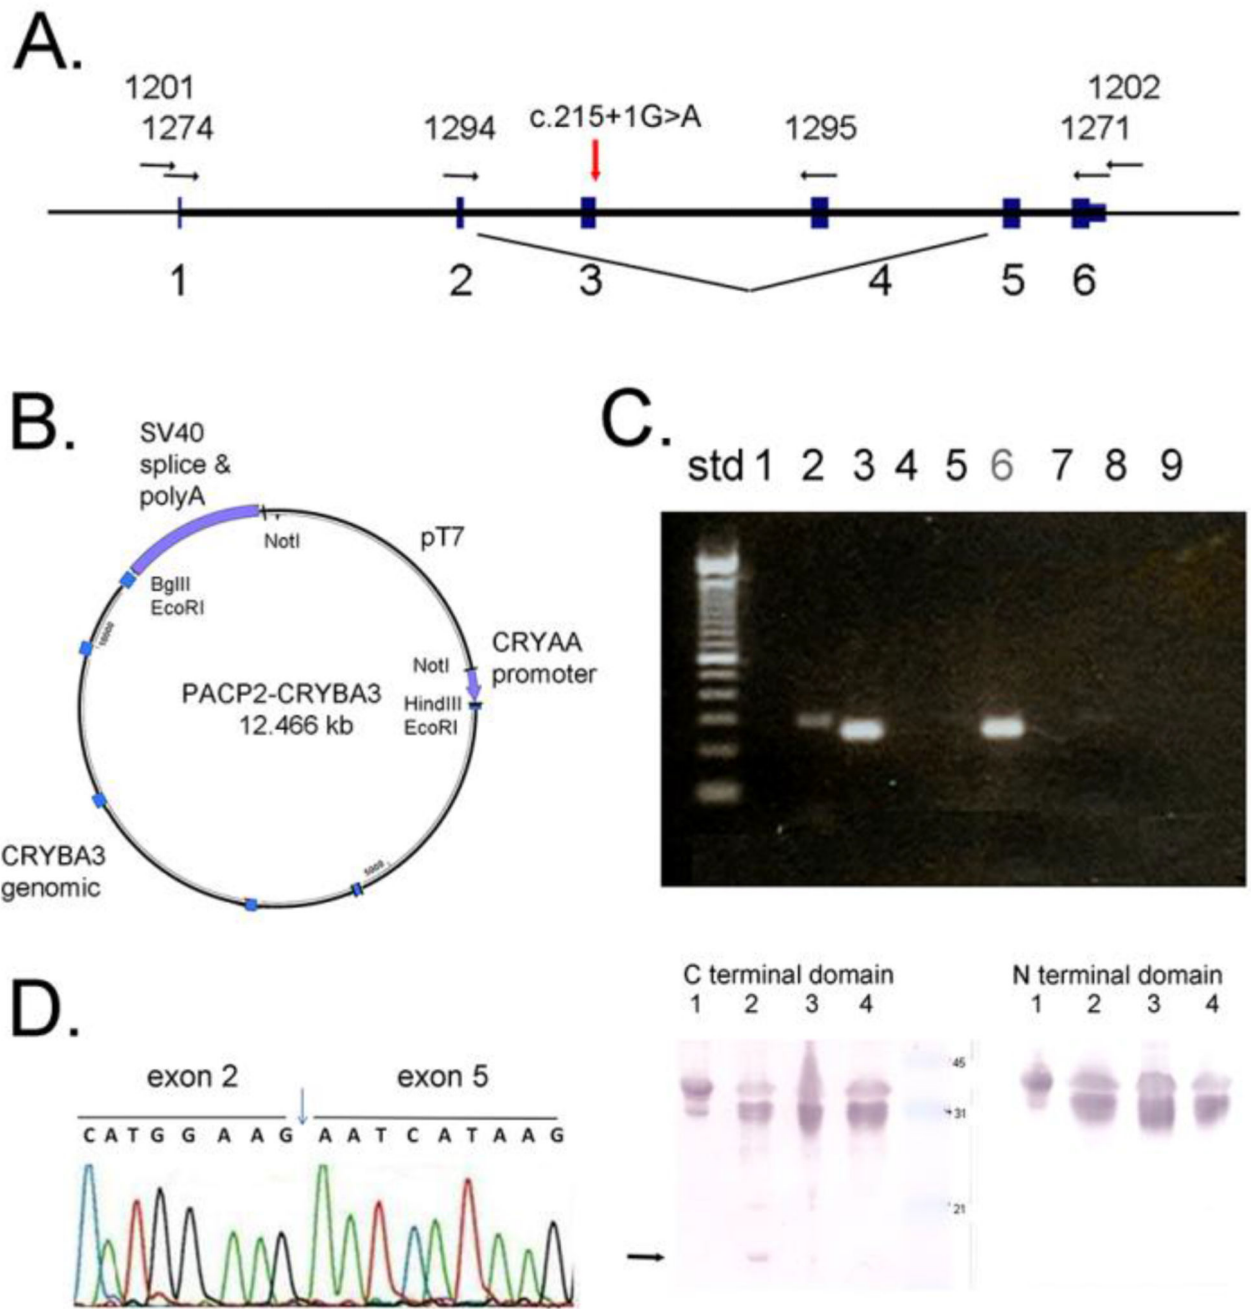 A.
1201
1202
1274
1294
c.215+1G>A
1295
1271
1
2
3
4
5
6
B.
SV40
splice &
polyA
NotI
pT7
BglII
EcoRI
10000
CRYAA
promoter
NotI
HindIII
EcoRI
PACP2-CRYBA3
12.466 kb
CRYBA3
genomic
5000
C.
std 1 2 3 4 5 6 7 8 9
D.
exon 2
exon 5
C A T G G A A G A A T C A T A A G
C terminal domain
1 2 3 4
45
31
21
N terminal domain
1 2 3 4